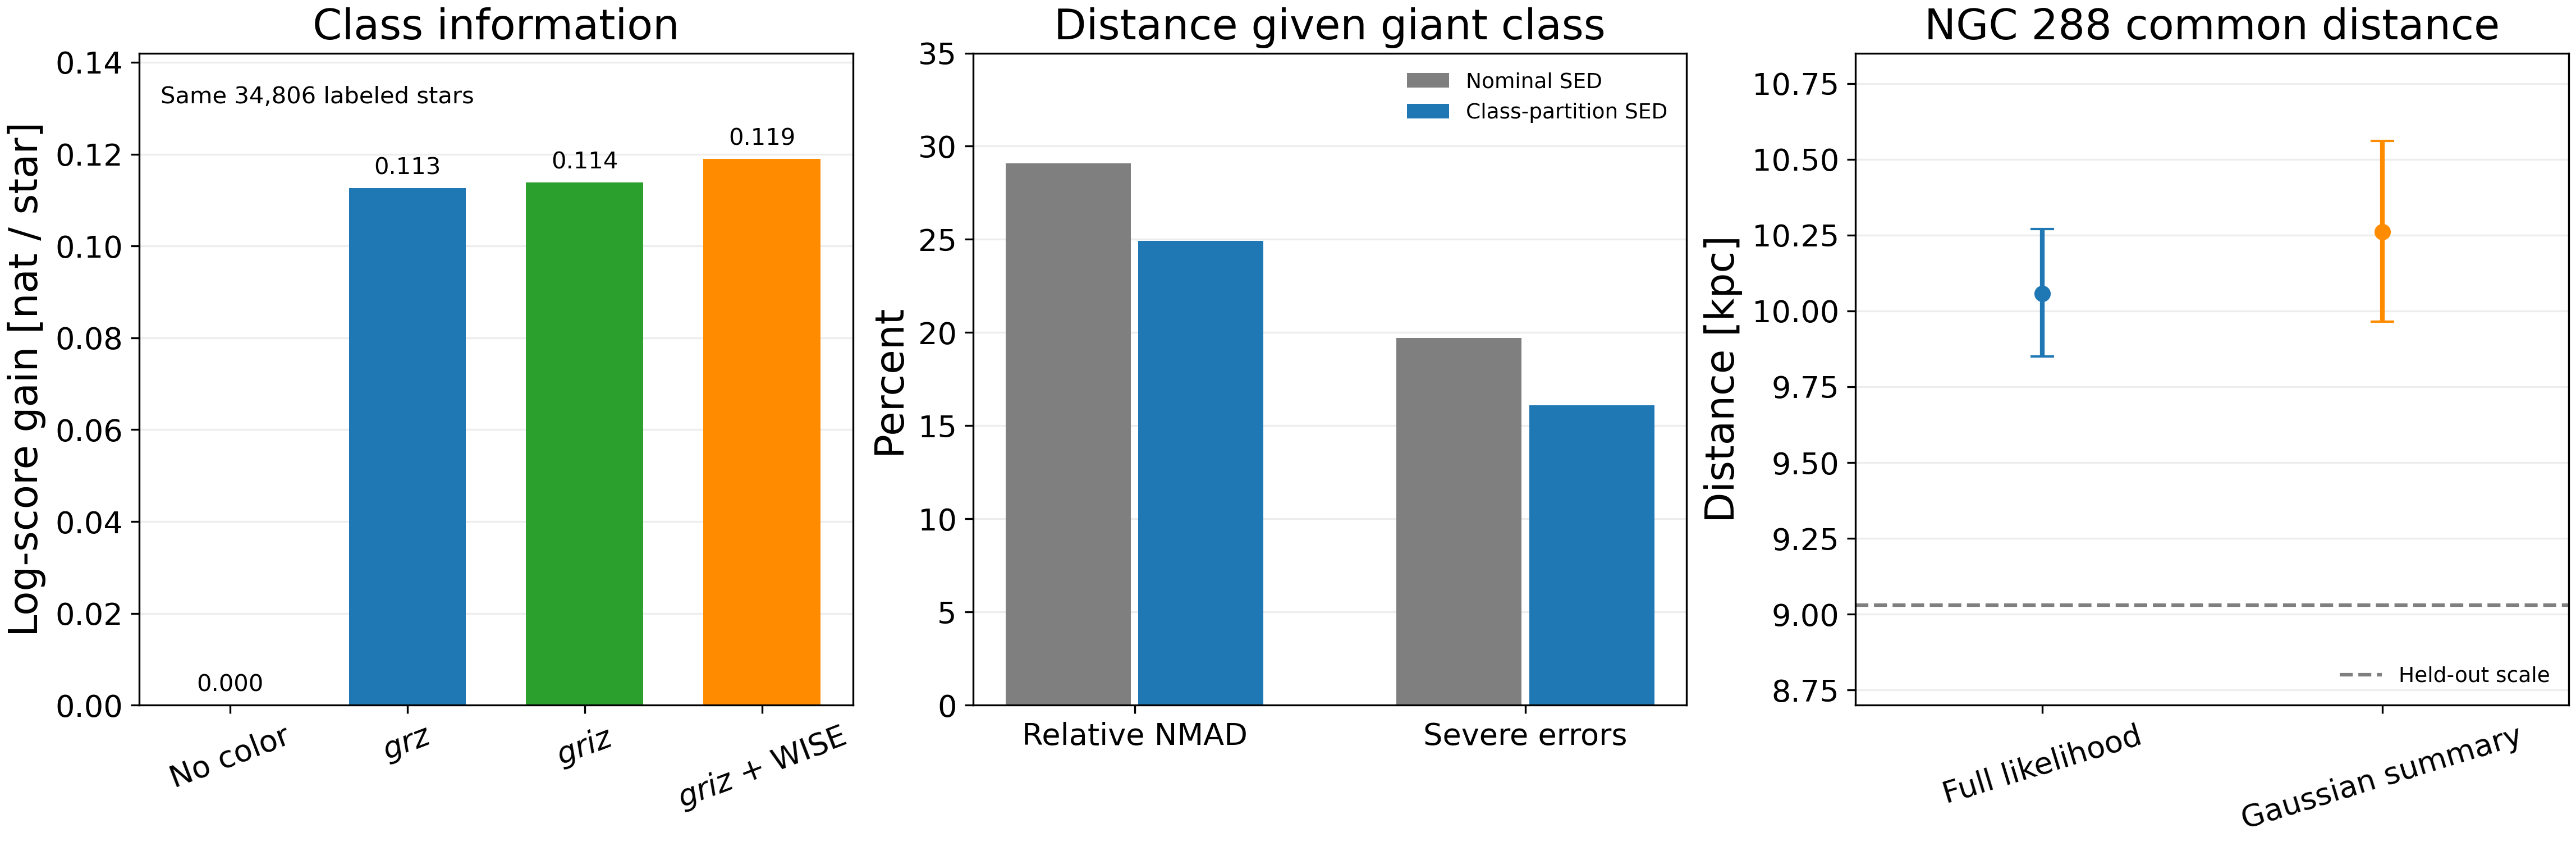 Class information
Log-score gain [nat / star]
0.14
0.12
0.10
0.08
0.06
0.04
0.02
0.00
Same 34,806 labeled stars
0.000
0.113
0.114
0.119
No color
grz
griz
griz + WISE
Distance given giant class
Percent
35
30
25
20
15
10
5
0
Nominal SED
Class-partition SED
Relative NMAD
Severe errors
NGC 288 common distance
Distance [kpc]
10.75
10.50
10.25
10.00
9.75
9.50
9.25
9.00
8.75
Held-out scale
Full likelihood
Gaussian summary